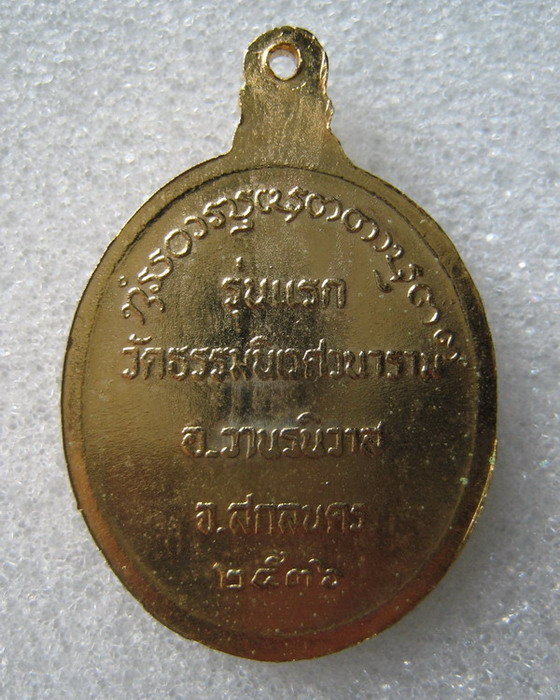 รุ่นแรก
วัดธรรมนิเวศวนาราม
อ.วานรนิวาส
จ.สกลนคร
๒๕๓๖